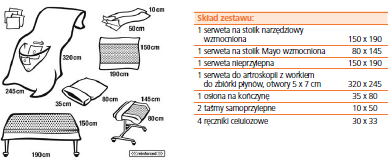 10cm
50cm
320cm
245cm
150cm
190cm
35cm
80cm
145cm
80cm
150cm
190cm
reinforced
Skład zestawu:
1 serweta na stolik narzędziowy
wzmocniona 150 x 190
1 serweta na stolik Mayo wzmocniona 80 x 145
1 serweta nieprzylepna 150 x 190
1 serweta do artroskopii z workiem
do zbiórki płynów, otwory 5 x 7 cm 320 x 245
1 osłona na kończynę 35 x 80
2 taśmy samoprzylepne 10 x 50
4 ręczniki celulozowe 30 x 33